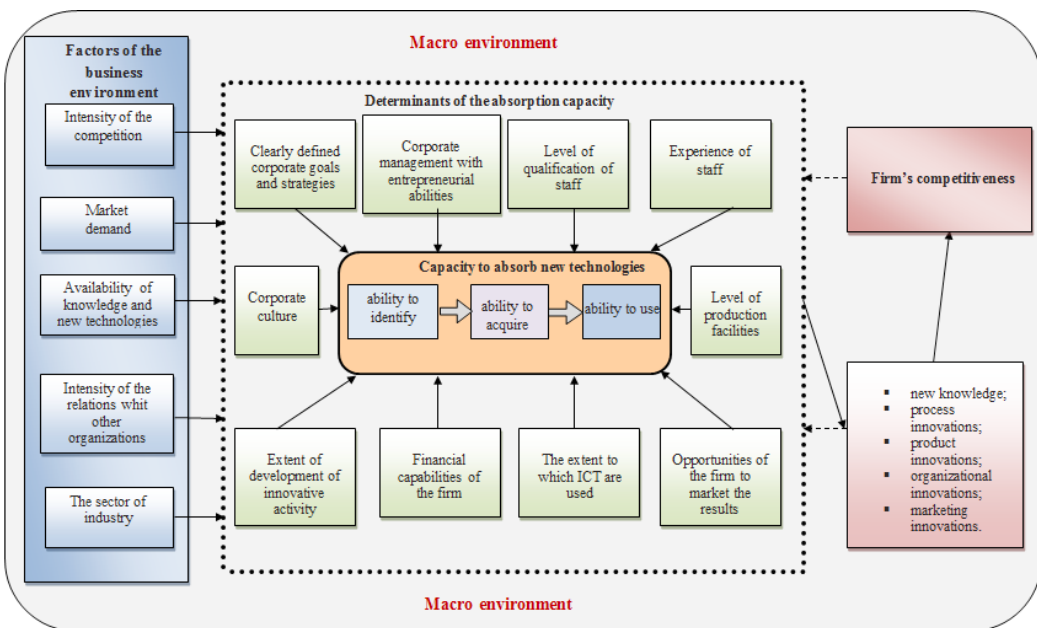 Macro environment
Factors of the
business
environment
Intensity of the
competition
Market
demand
Availability of
knowledge and
new technologies
Intensity of the
relations whit
other
organizations
The sector of
industry
Determinants of the absorption capacity
Clearly defined
corporate goals
and strategies
Corporate
management with
entrepreneurial
abilities
Level of
qualification of
staff
Experience of
staff
Corporate
culture
Capacity to absorb new technologies
ability to
identify
ability to
acquire
ability to use
Level of
production
facilities
Extent of
development of
innovative
activity
Financial
capabilities of
the firm
The extent to
which ICT are
used
Opportunities of
the firm to
market the
results
Firm's competitiveness
▪ new knowledge;
▪ process
innovations;
▪ product
innovations;
▪ organizational
innovations;
▪ marketing
innovations.
Macro environment